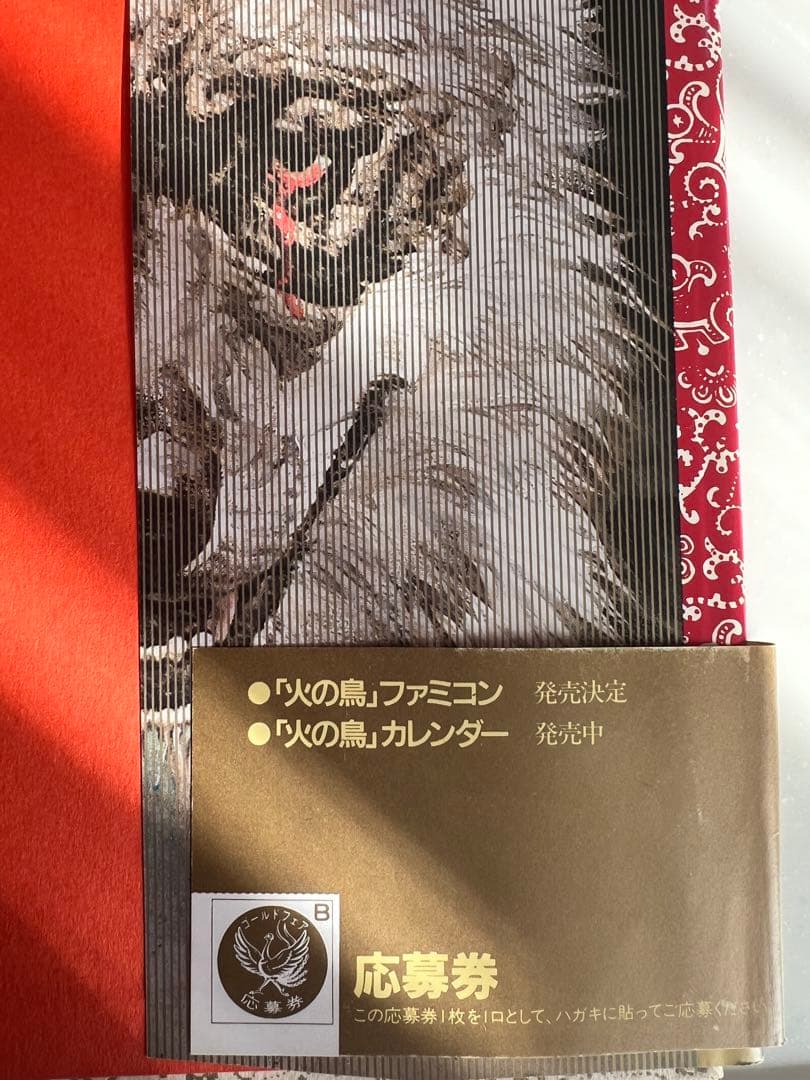 ●「火の鳥」ファミコン 発売決定
●「火の鳥」カレンダー 発売中
B
ゴールドフェア
応募券
応募券
この応募券1枚を1口として、ハガキに貼ってご応募ください